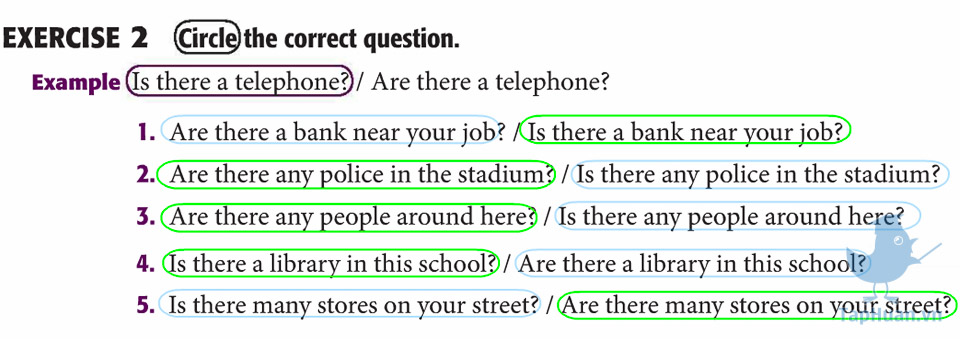 EXERCISE 2 Circle the correct question.
Example Is there a telephone? / Are there a telephone?
1. Are there a bank near your job? / Is there a bank near your job?
2. Are there any police in the stadium? / Is there any police in the stadium?
3. Are there any people around here? / Is there any people around here?
4. Is there a library in this school? / Are there a library in this school?
5. Is there many stores on your street? / Are there many stores on your street?
TapHuan.vn